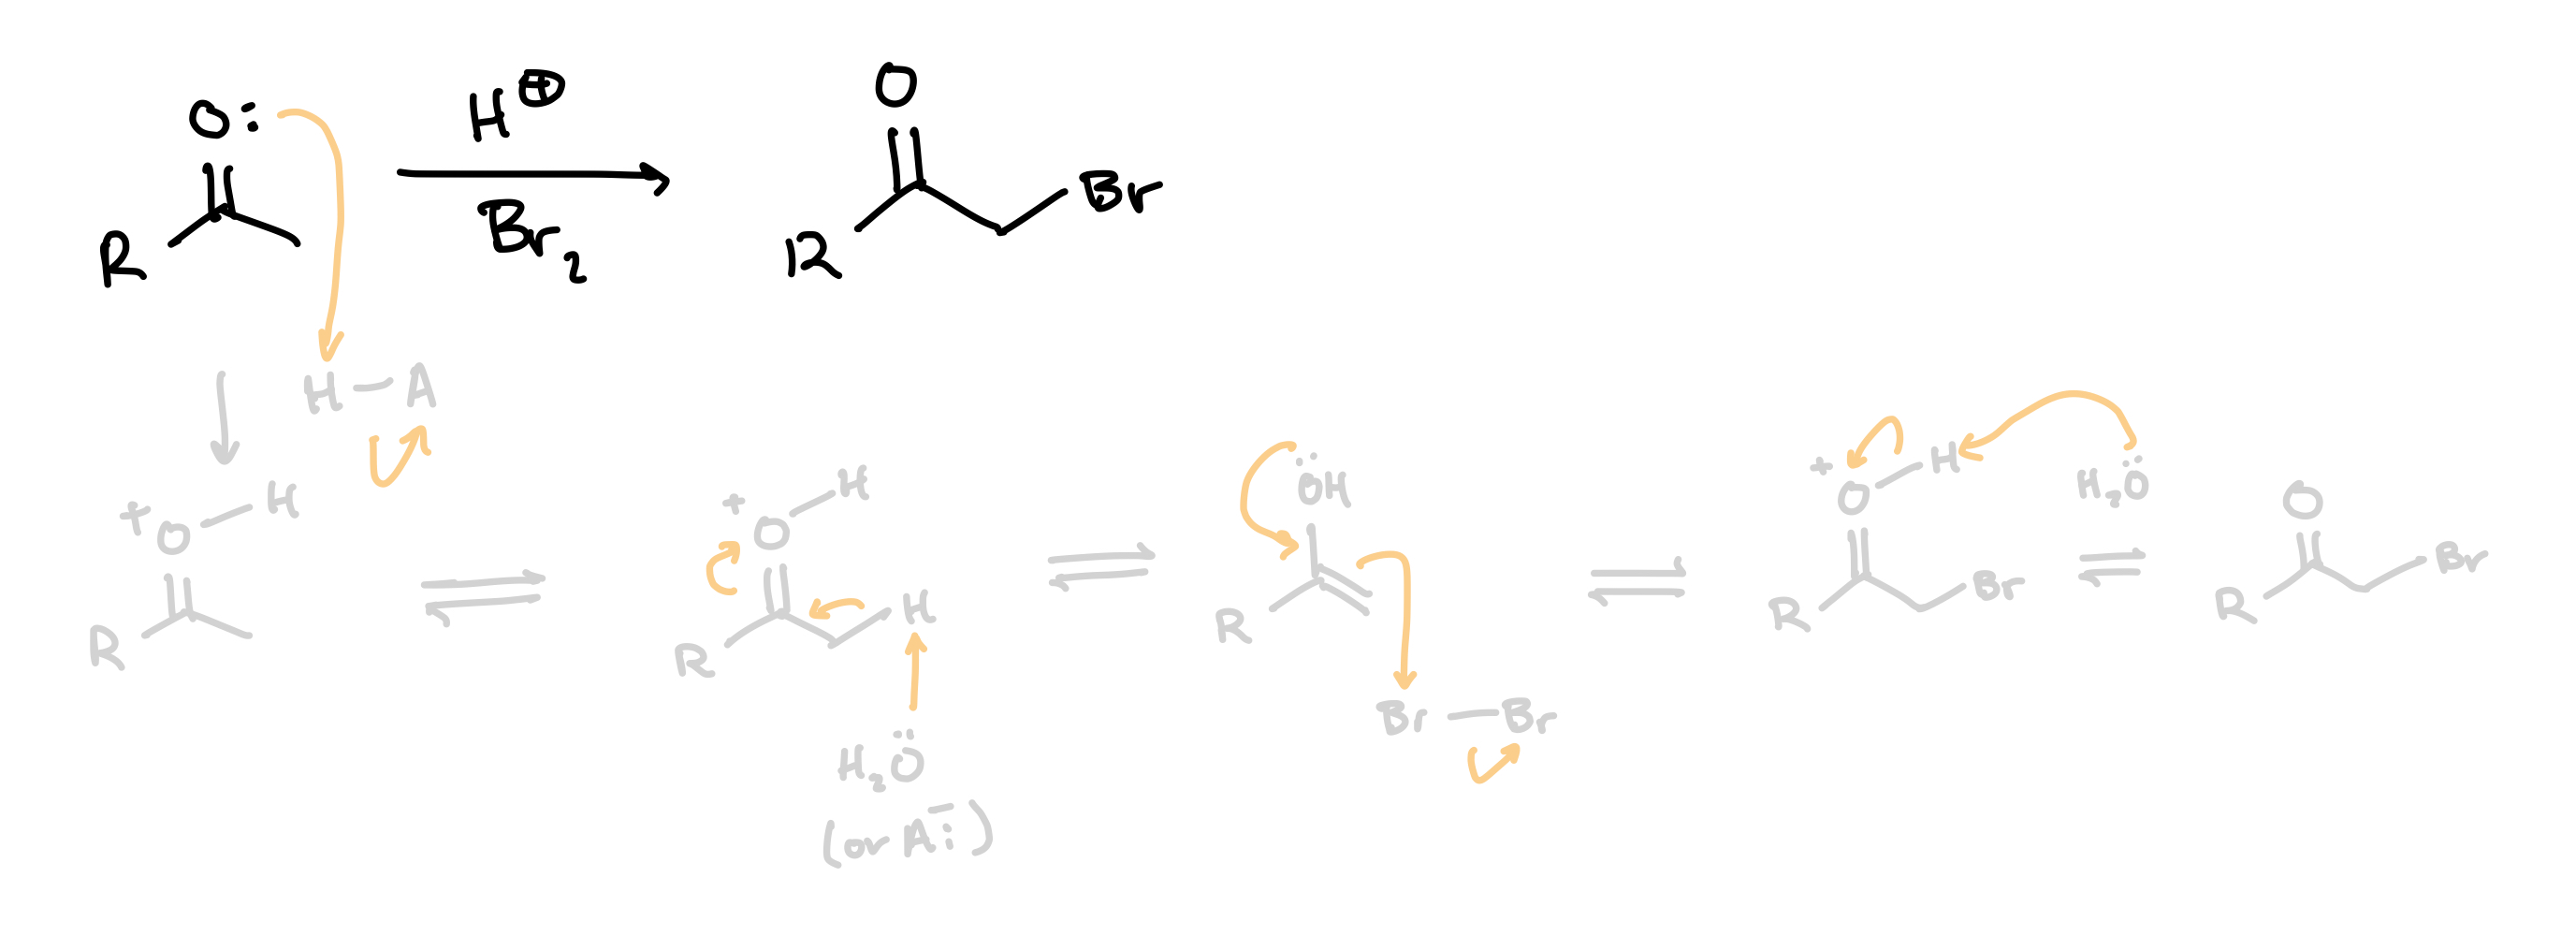 O:
R
H⊕
Br2
O
R
Br
H–A
+
O
H
R
+
O
H
H
R
H2Ö
(or A⁻:)
ÖH
R
Br–Br
+
O
H
R
Br
H2Ö
O
R
Br